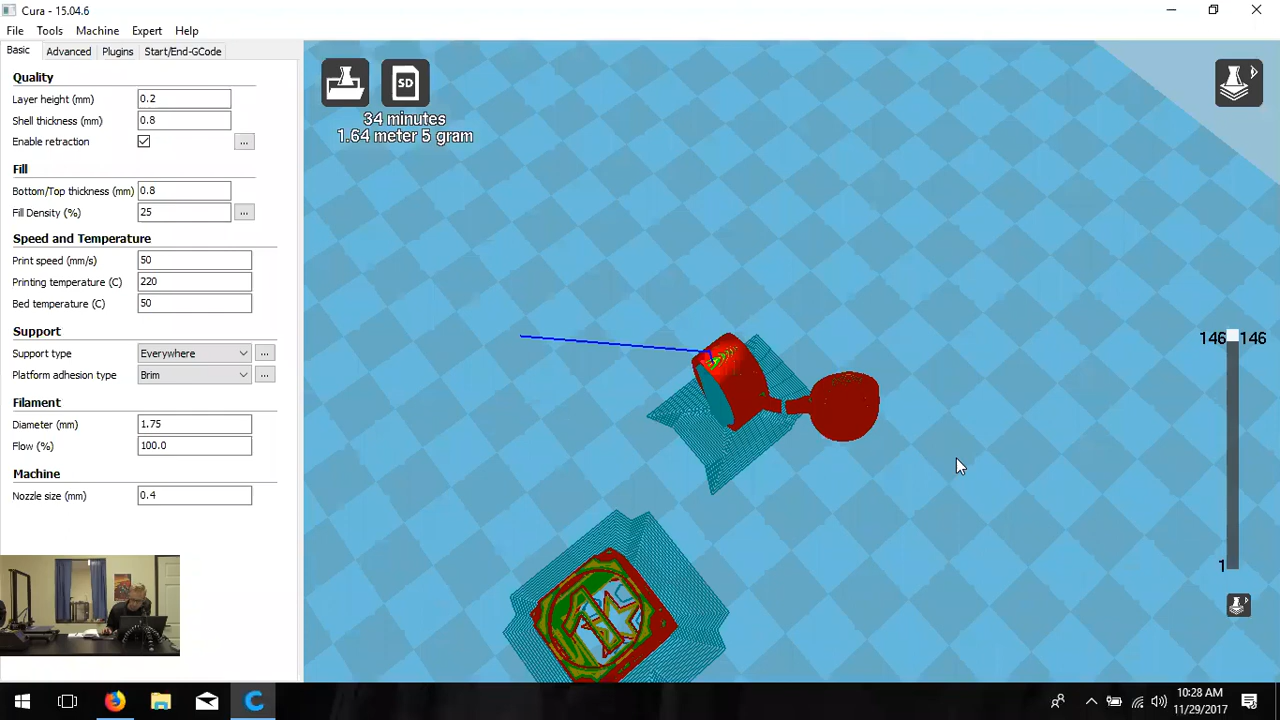 Cura - 15.04.6
File Tools Machine Expert Help
Basic Advanced Plugins Start/End-GCode
Quality
Layer height (mm) 0.2
Shell thickness (mm) 0.8
Enable retraction ...
Fill
Bottom/Top thickness (mm) 0.8
Fill Density (%) 25 ...
Speed and Temperature
Print speed (mm/s) 50
Printing temperature (C) 220
Bed temperature (C) 50
Support
Support type Everywhere ...
Platform adhesion type Brim ...
Filament
Diameter (mm) 1.75
Flow (%) 100.0
Machine
Nozzle size (mm) 0.4
SD
34 minutes
1.64 meter 5 gram
146 146
1
10:28 AM
11/29/2017